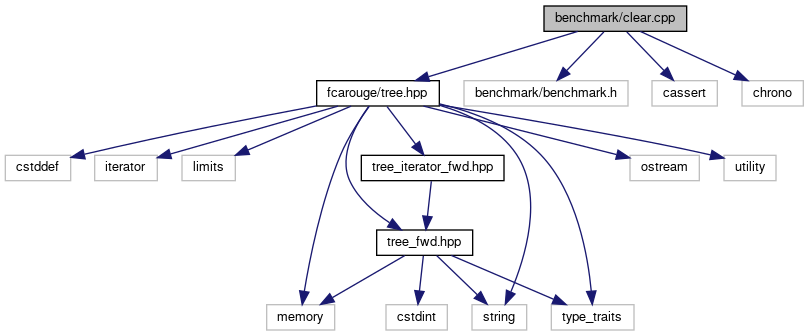 benchmark/clear.cpp
fcarouge/tree.hpp
benchmark/benchmark.h
cassert
chrono
cstddef
iterator
limits
tree_iterator_fwd.hpp
ostream
utility
tree_fwd.hpp
memory
cstdint
string
type_traits